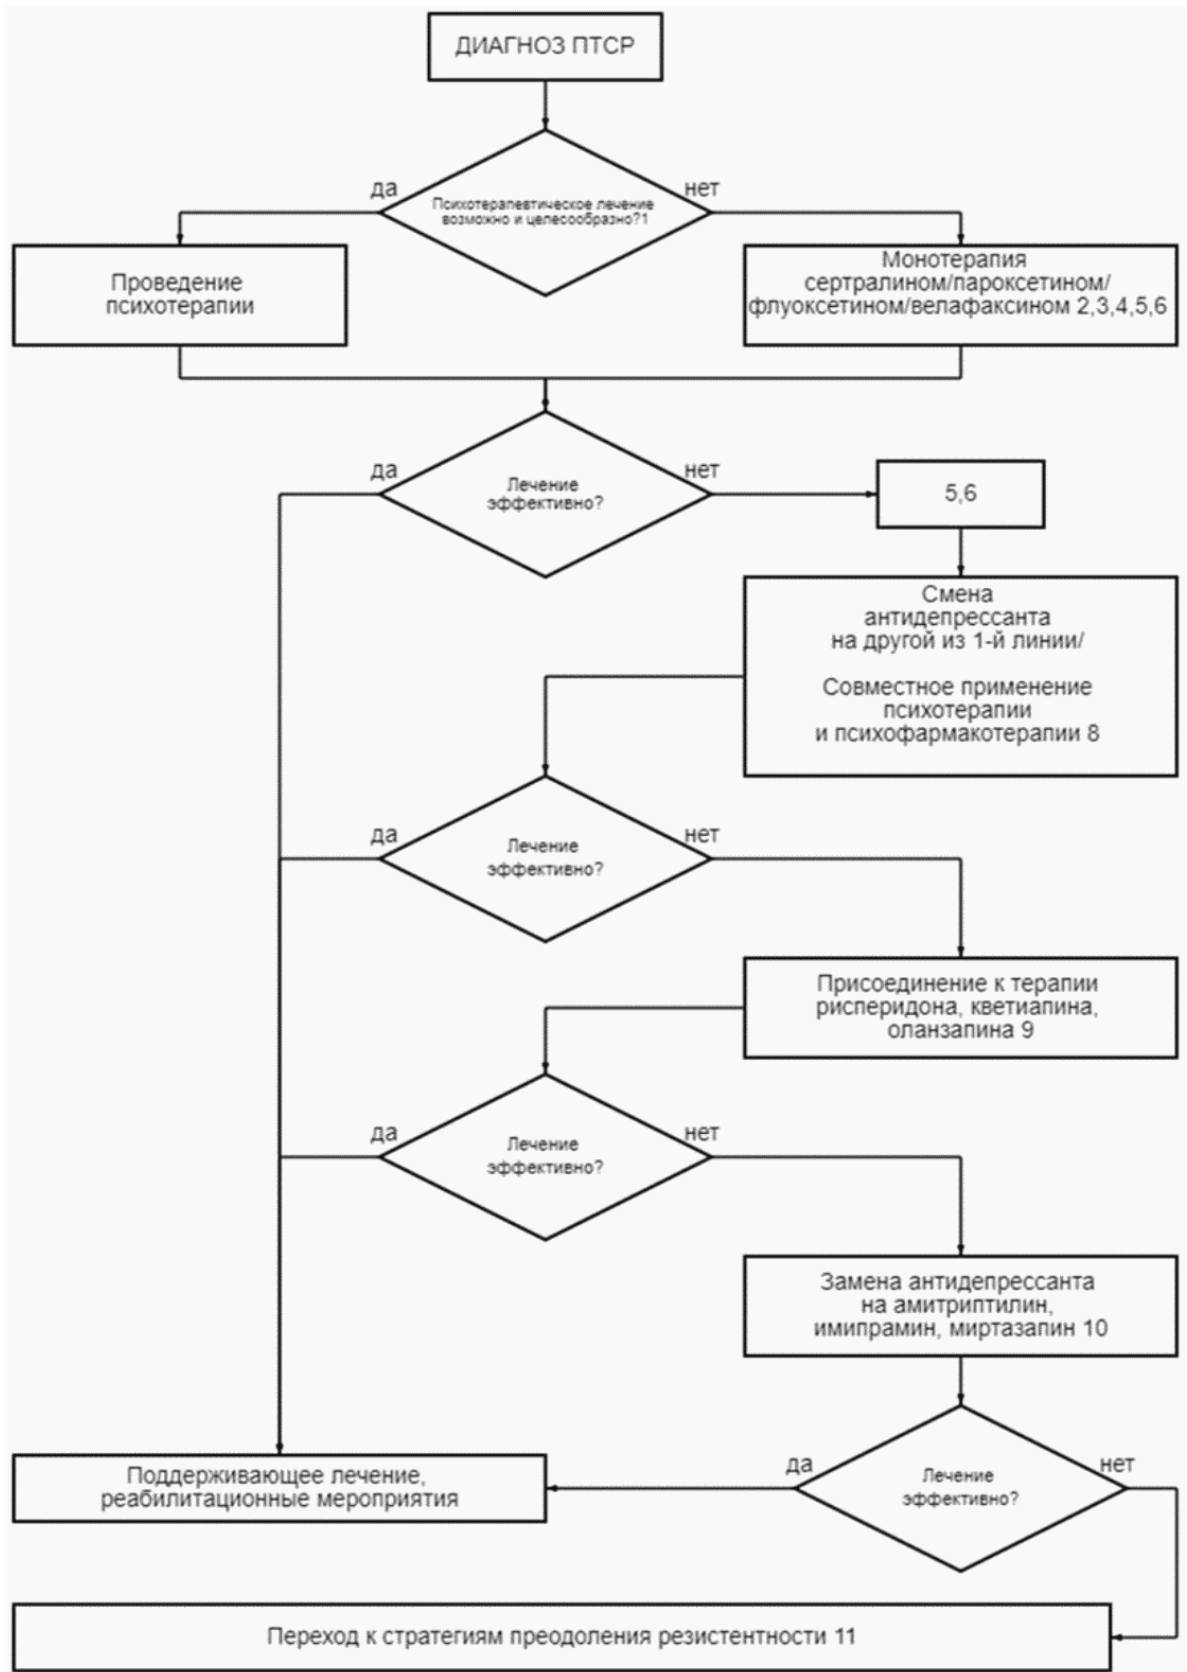 ДИАГНОЗ ПТСР
да
нет
Психотерапевтическое лечение
возможно и целесообразно?1
Проведение
психотерапии
Монотерапия
сертралином/пароксетином/
флуоксетином/велафаксином 2,3,4,5,6
да
нет
Лечение
эффективно?
5,6
Смена
антидепрессанта
на другой из 1-й линии/
Совместное применение
психотерапии
и психофармакотерапии 8
да
нет
Лечение
эффективно?
Присоединение к терапии
рисперидона, кветиапина,
оланзапина 9
да
нет
Лечение
эффективно?
Замена антидепрессанта
на амитриптилин,
имипрамин, миртазапин 10
Поддерживающее лечение,
реабилитационные мероприятия
да
нет
Лечение
эффективно?
Переход к стратегиям преодоления резистентности 11